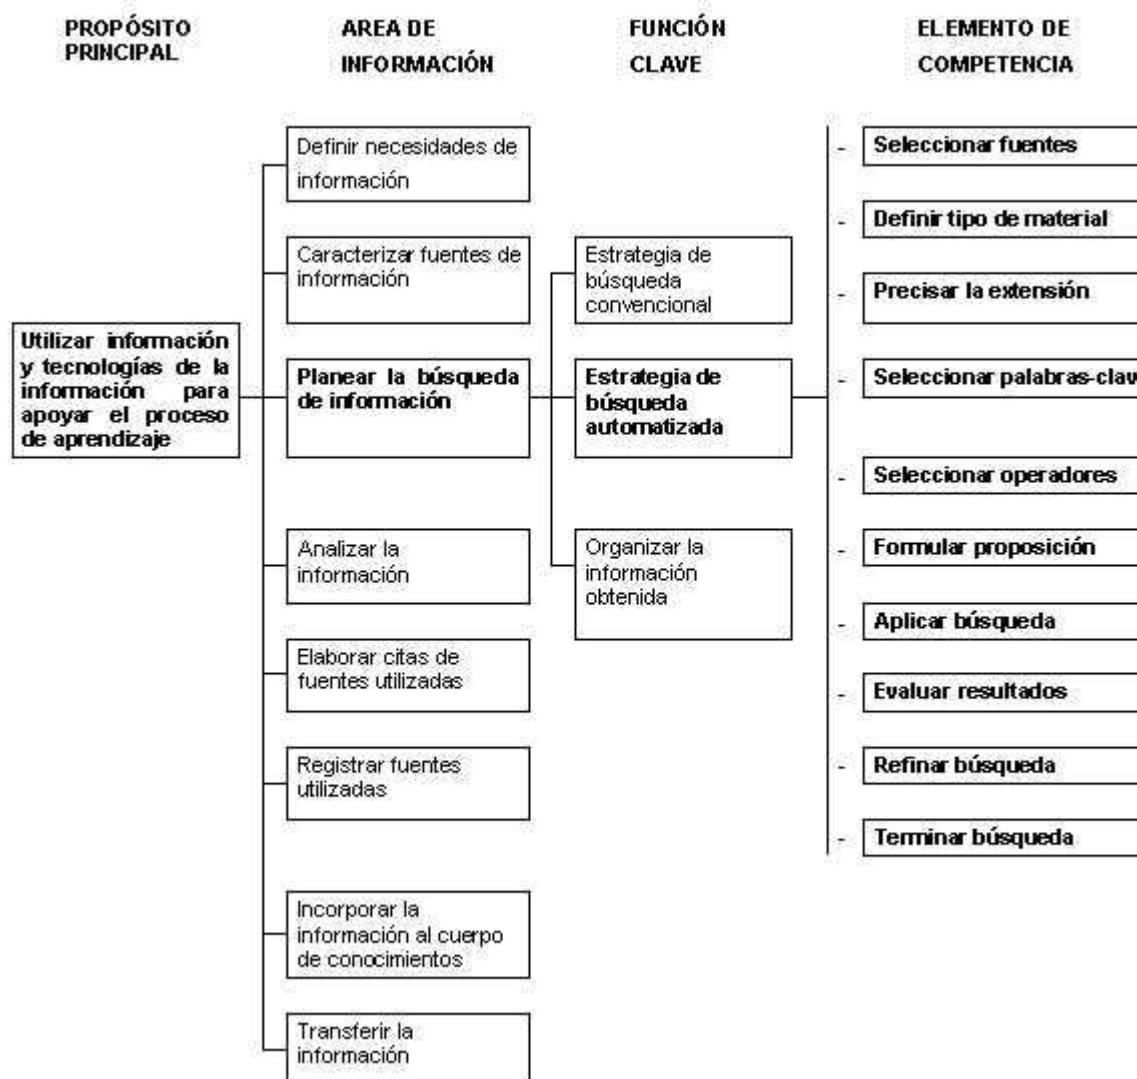 PROPÓSITO
PRINCIPAL
AREA DE
INFORMACIÓN
FUNCIÓN
CLAVE
ELEMENTO DE
COMPETENCIA
Utilizar información
y tecnologías de la
información para
apoyar el proceso
de aprendizaje
Definir necesidades de
información
Caracterizar fuentes de
información
Planear la búsqueda
de información
Analizar la
información
Elaborar citas de
fuentes utilizadas
Registrar fuentes
utilizadas
Incorporar la
información al cuerpo
de conocimientos
Transferir la
información
Estrategia de
búsqueda
convencional
Estrategia de
búsqueda
automatizada
Organizar la
información
obtenida
- Seleccionar fuentes
- Definir tipo de material
- Precisar la extensión
- Seleccionar palabras-clav
- Seleccionar operadores
- Formular proposición
- Aplicar búsqueda
- Evaluar resultados
- Refinar búsqueda
- Terminar búsqueda